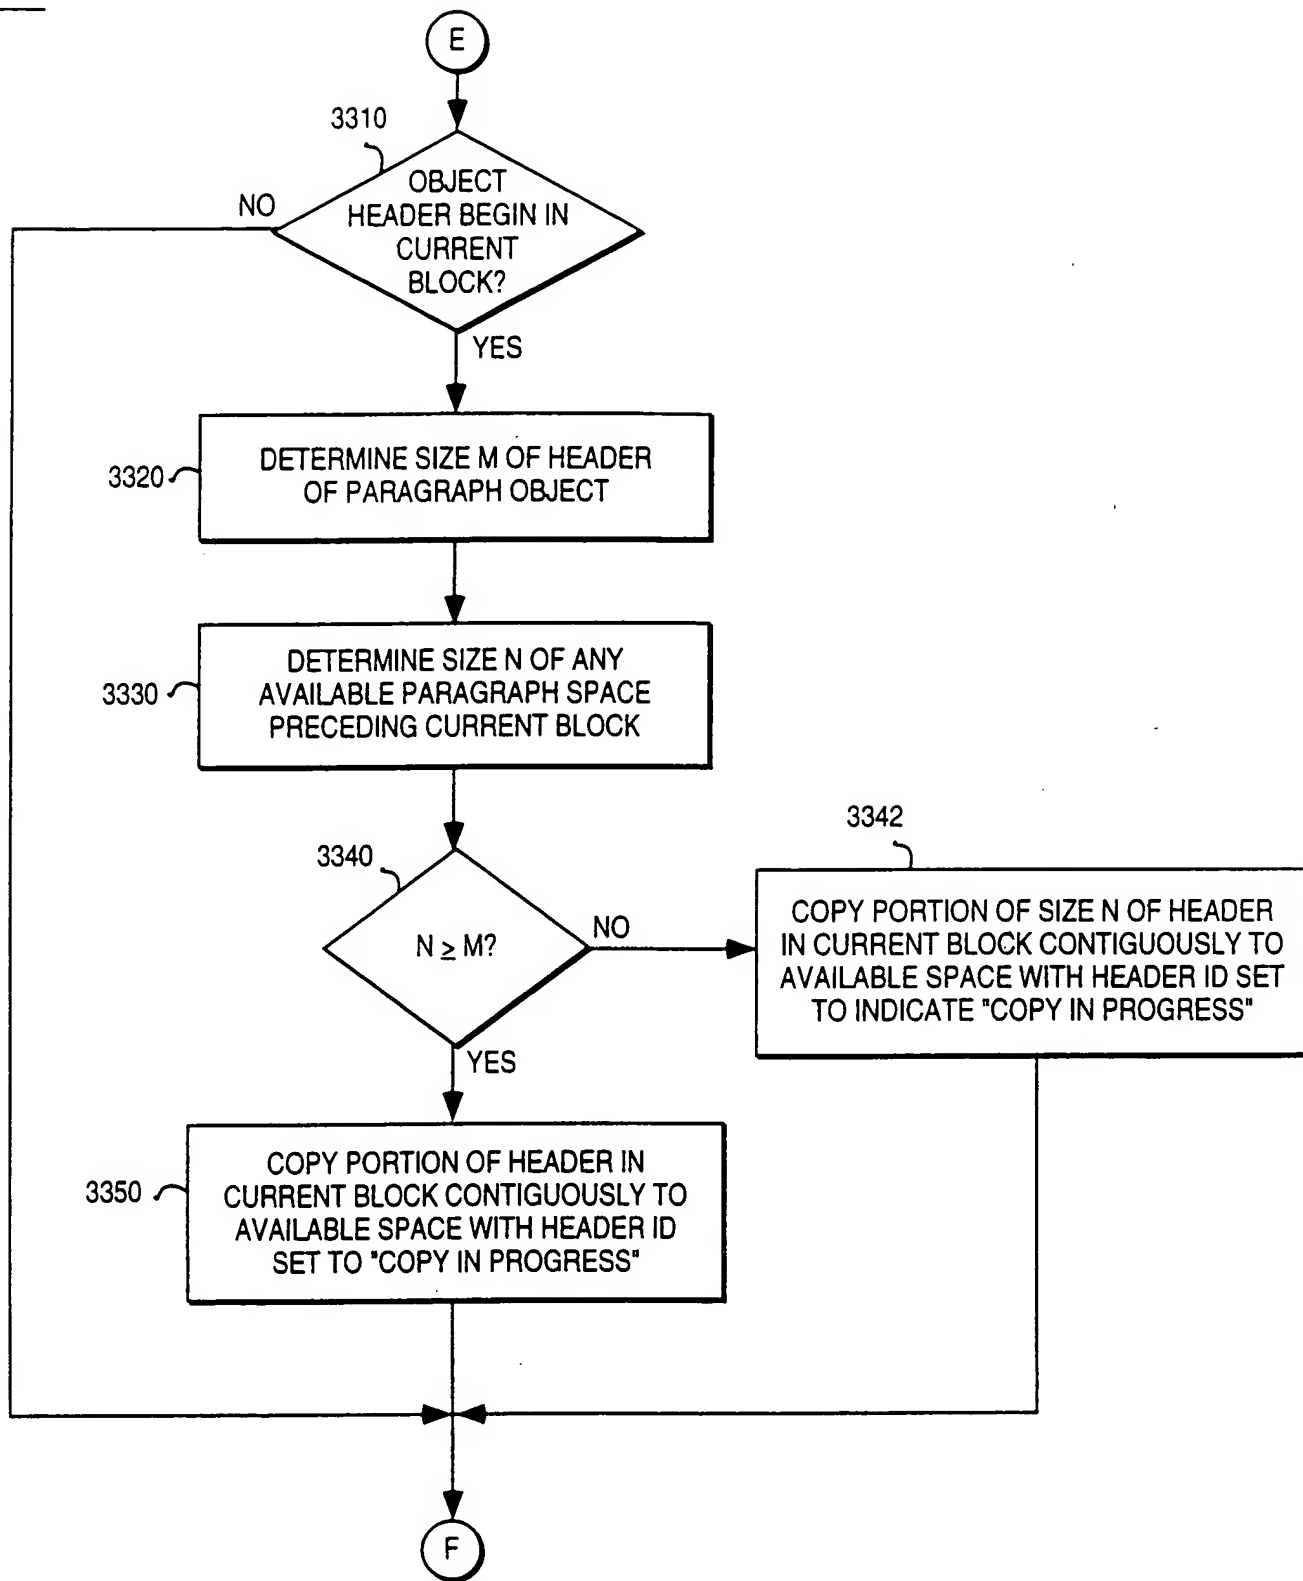 E
3310
OBJECT
HEADER BEGIN IN
CURRENT
BLOCK?
NO
YES
3320
DETERMINE SIZE M OF HEADER
OF PARAGRAPH OBJECT
3330
DETERMINE SIZE N OF ANY
AVAILABLE PARAGRAPH SPACE
PRECEDING CURRENT BLOCK
3340
N ≥ M?
NO
YES
3342
COPY PORTION OF SIZE N OF HEADER
IN CURRENT BLOCK CONTIGUOUSLY TO
AVAILABLE SPACE WITH HEADER ID SET
TO INDICATE "COPY IN PROGRESS"
3350
COPY PORTION OF HEADER IN
CURRENT BLOCK CONTIGUOUSLY TO
AVAILABLE SPACE WITH HEADER ID
SET TO "COPY IN PROGRESS"
F